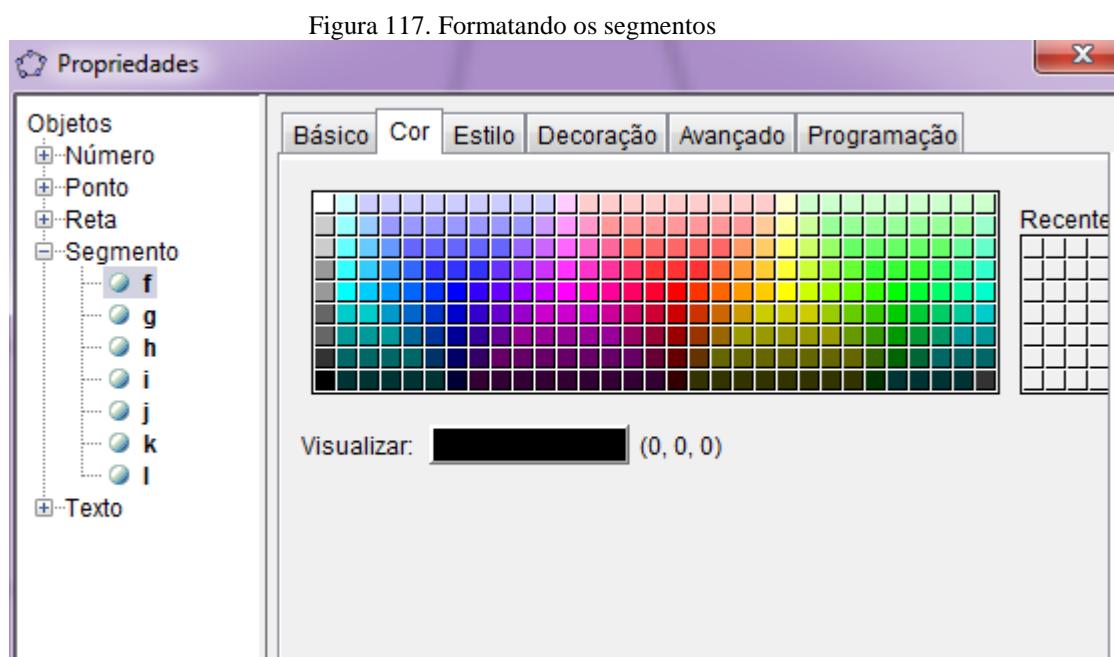 Figura 117. Formatando os segmentos
Propriedades
Objetos
Número
Ponto
Reta
Segmento
f
g
h
i
j
k
l
Texto
Básico Cor Estilo Decoração Avançado Programação
Recente
Visualizar: (0, 0, 0)